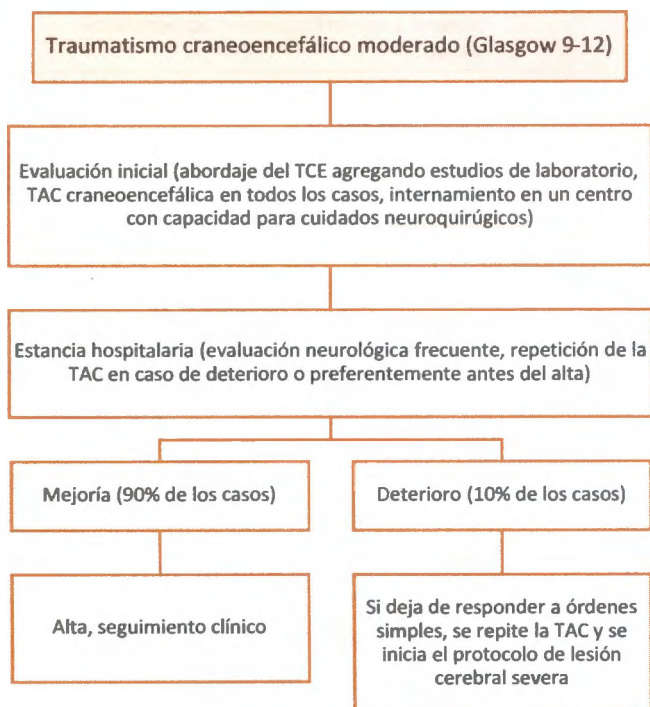 Traumatismo craneoencefálico moderado (Glasgow 9-12)
Evaluación inicial (abordaje del TCE agregando estudios de laboratorio,
TAC craneoencefálica en todos los casos, internamiento en un centro
con capacidad para cuidados neuroquirúgicos)
Estancia hospitalaria (evaluación neurológica frecuente, repetición de la
TAC en caso de deterioro o preferentemente antes del alta)
Mejoría (90% de los casos)
Deterioro (10% de los casos)
Alta, seguimiento clínico
Si deja de responder a órdenes
simples, se repite la TAC y se
inicia el protocolo de lesión
cerebral severa